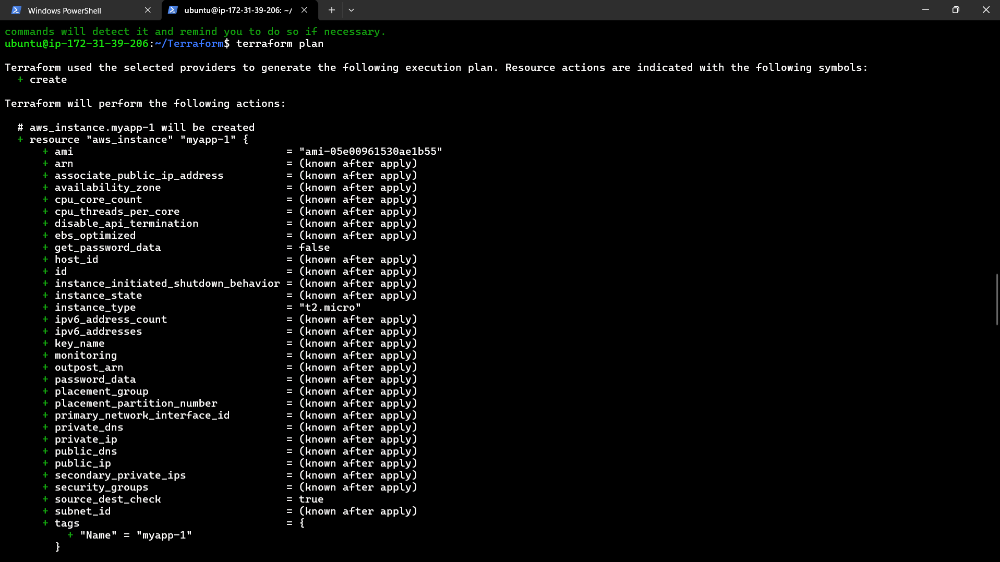 Windows PowerShell
ubuntu@ip-172-31-39-206: ~/
commands will detect it and remind you to do so if necessary.
ubuntu@ip-172-31-39-206:~/Terraform$ terraform plan
Terraform used the selected providers to generate the following execution plan. Resource actions are indicated with the following symbols:
  + create
Terraform will perform the following actions:
  # aws_instance.myapp-1 will be created
  + resource "aws_instance" "myapp-1" {
      + ami                                  = "ami-05e00961530ae1b55"
      + arn                                  = (known after apply)
      + associate_public_ip_address          = (known after apply)
      + availability_zone                    = (known after apply)
      + cpu_core_count                       = (known after apply)
      + cpu_threads_per_core                 = (known after apply)
      + disable_api_termination              = (known after apply)
      + ebs_optimized                        = (known after apply)
      + get_password_data                    = false
      + host_id                              = (known after apply)
      + id                                   = (known after apply)
      + instance_initiated_shutdown_behavior = (known after apply)
      + instance_state                       = (known after apply)
      + instance_type                        = "t2.micro"
      + ipv6_address_count                   = (known after apply)
      + ipv6_addresses                       = (known after apply)
      + key_name                             = (known after apply)
      + monitoring                           = (known after apply)
      + outpost_arn                          = (known after apply)
      + password_data                        = (known after apply)
      + placement_group                      = (known after apply)
      + placement_partition_number           = (known after apply)
      + primary_network_interface_id         = (known after apply)
      + private_dns                          = (known after apply)
      + private_ip                           = (known after apply)
      + public_dns                           = (known after apply)
      + public_ip                            = (known after apply)
      + secondary_private_ips                = (known after apply)
      + security_groups                      = (known after apply)
      + source_dest_check                    = true
      + subnet_id                            = (known after apply)
      + tags                                 = {
          + "Name" = "myapp-1"
        }